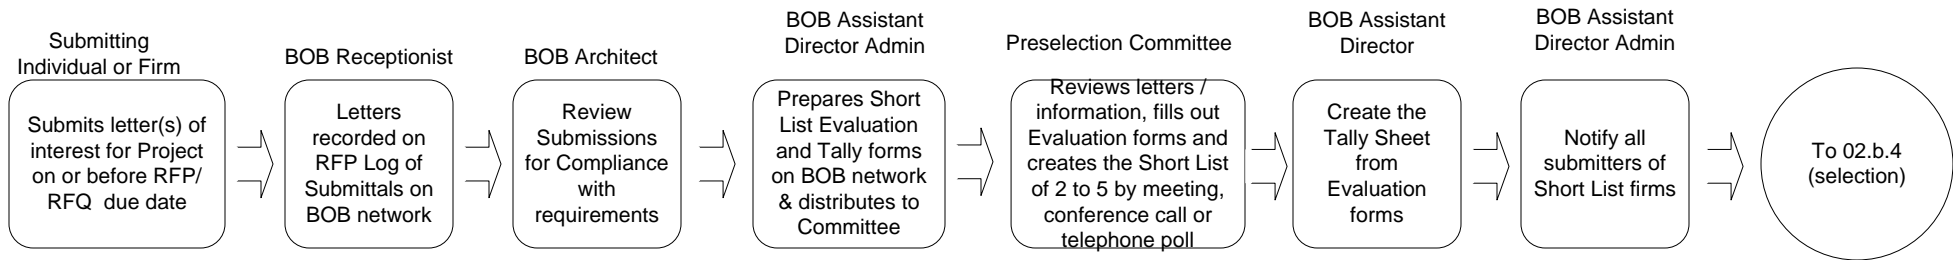 Submitting
Individual or Firm
Submits letter(s) of
interest for Project
on or before RFP/
RFQ due date
BOB Receptionist
Letters
recorded on
RFP Log of
Submittals on
BOB network
BOB Architect
Review
Submissions
for Compliance
with
requirements
BOB Assistant
Director Admin
Prepares Short
List Evaluation
and Tally forms
on BOB network
& distributes to
Committee
Preselection Committee
Reviews letters /
information, fills out
Evaluation forms and
creates the Short List
of 2 to 5 by meeting,
conference call or
telephone poll
BOB Assistant
Director
Create the
Tally Sheet
from
Evaluation
forms
BOB Assistant
Director Admin
Notify all
submitters of
Short List firms
To 02.b.4
(selection)